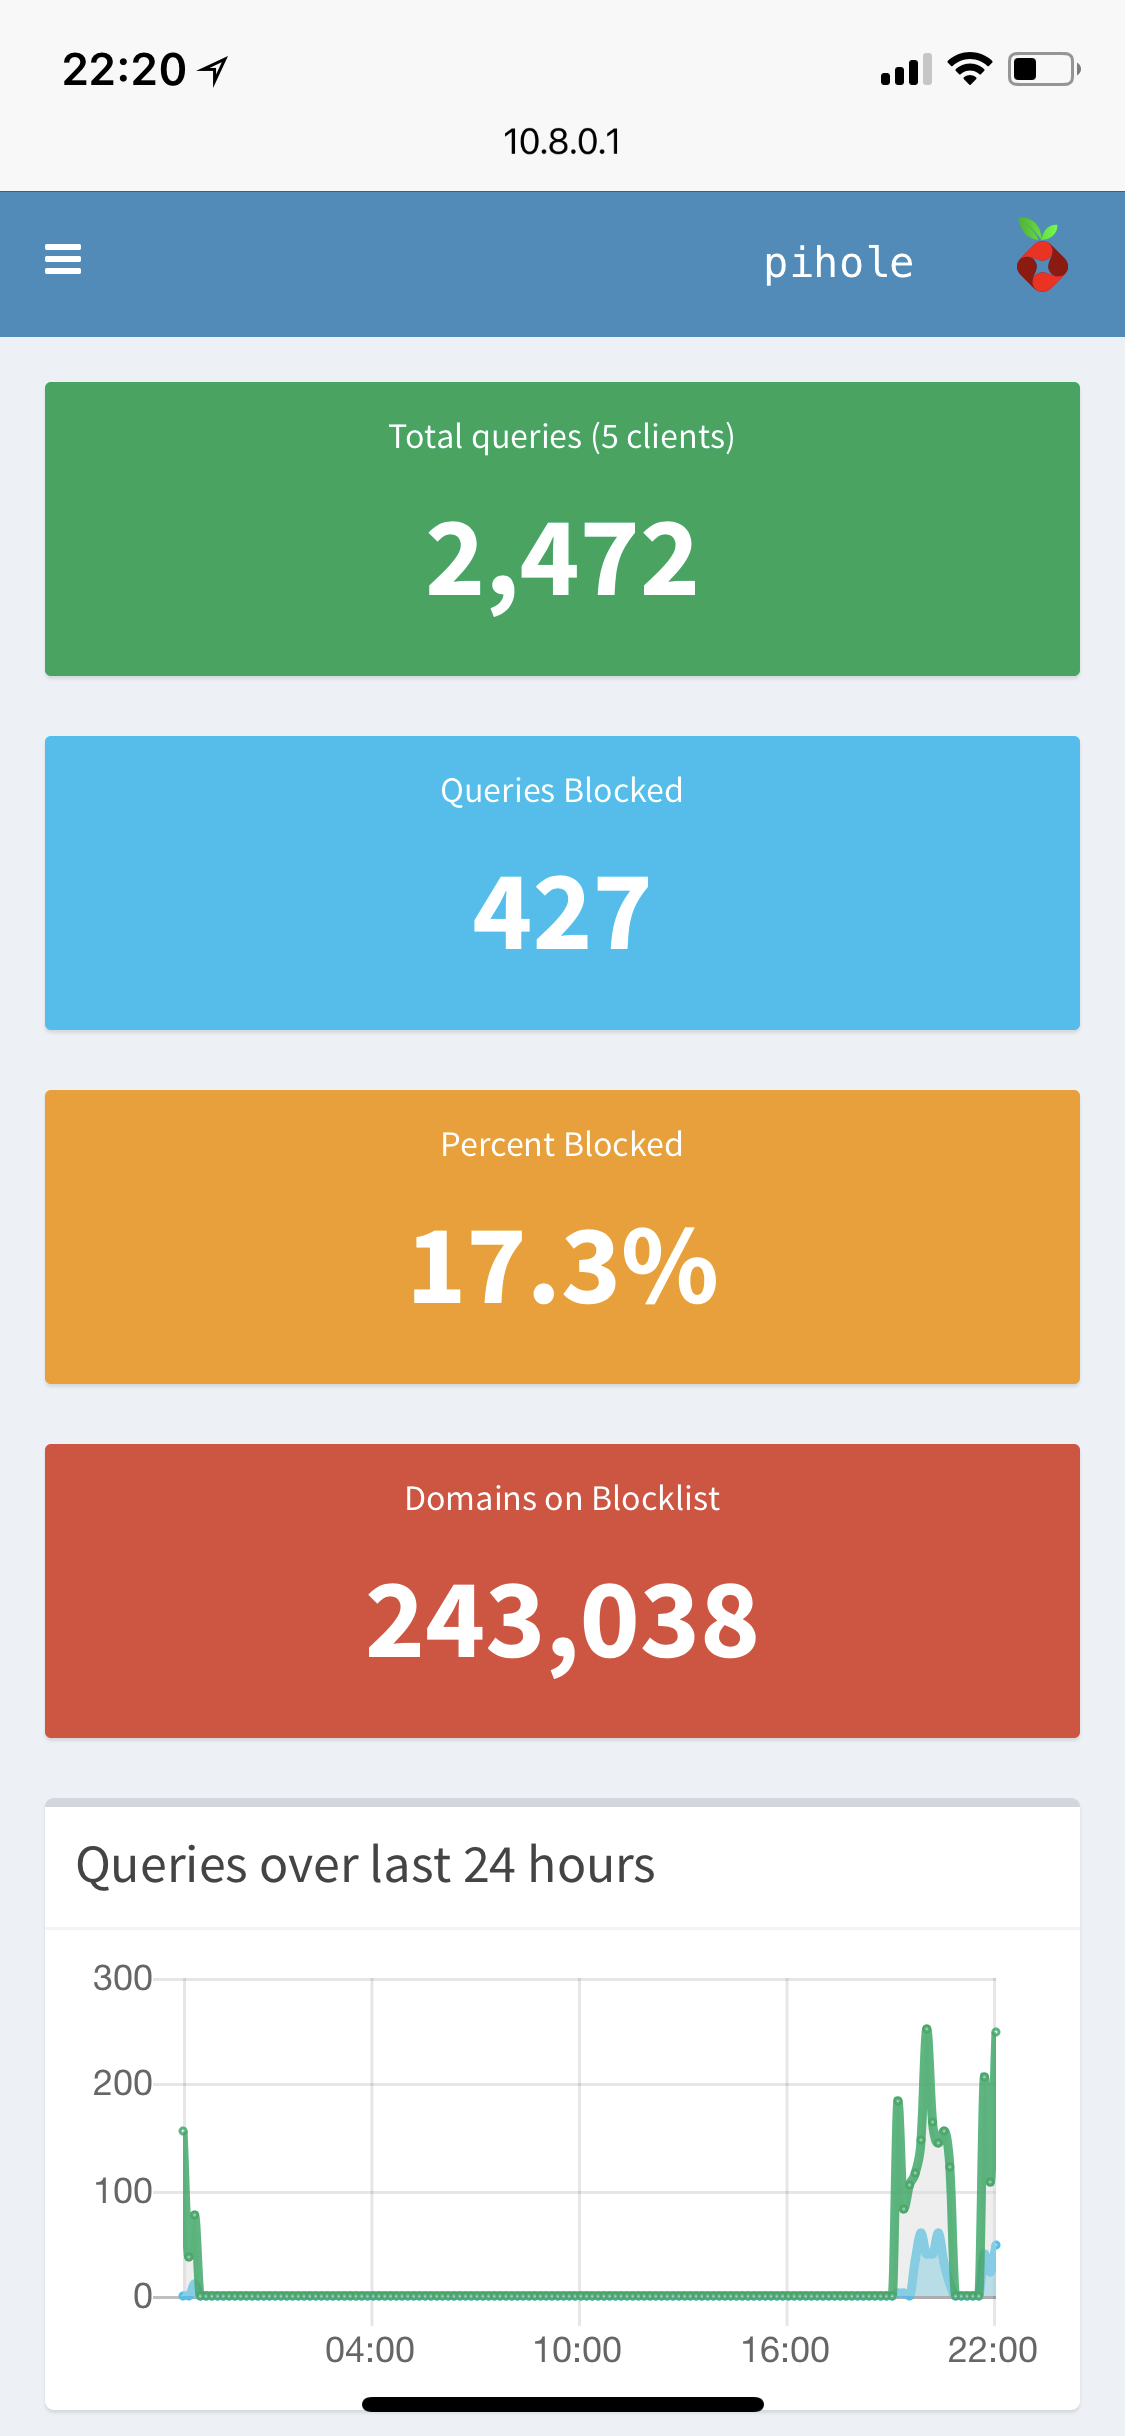 22:20
10.8.0.1
pihole
Total queries (5 clients)
2,472
Queries Blocked
427
Percent Blocked
17.3%
Domains on Blocklist
243,038
Queries over last 24 hours
300
200
100
0
04:00 10:00 16:00 22:00